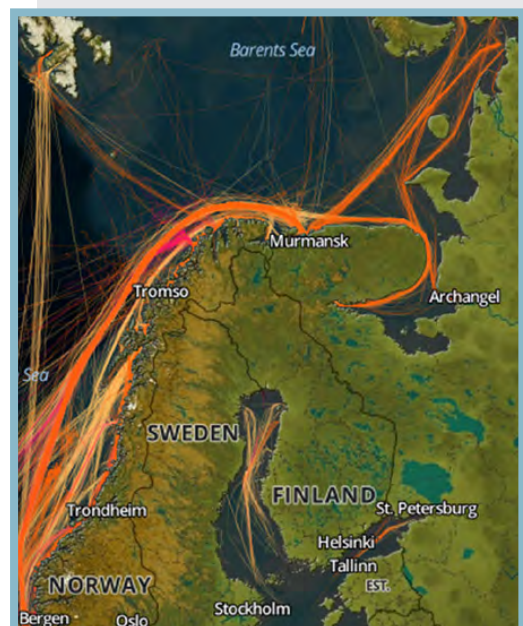 Barents Sea
Murmansk
Tromso
Archangel
Sea
SWEDEN
FINLAND
Trondheim
St. Petersburg
Helsinki
Tallinn
NORWAY
EST.
Stockholm
Bergen
Oslo